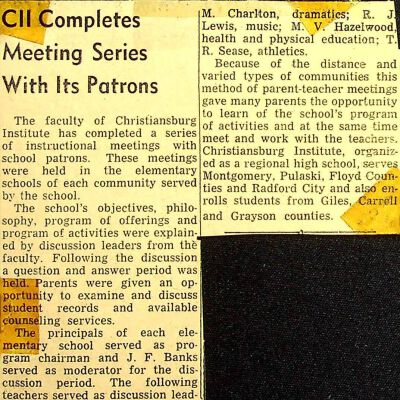 CII Completes
Meeting Series
With Its Patrons
The faculty of Christiansburg
Institute has completed a series
of instructional meetings with
school patrons. These meetings
were held in the elementary
schools of each community served
by the school.
The school's objectives, philo-
sophy, program of offerings and
program of activities were explain-
ed by discussion leaders from the
faculty. Following the discussion
a question and answer period was
held. Parents were given an op-
portunity to examine and discuss
student records and available
counseling services.
The principals of each ele-
mentary school served as pro-
gram chairman and J. F. Banks
served as moderator for the dis-
cussion period. The following
teachers served as discussion lead-
M. Charlton, dramatics; R. J.
Lewis, music; M. V. Hazelwood,
health and physical education; T.
R. Sease, athletics.
Because of the distance and
varied types of communities this
method of parent-teacher meetings
gave many parents the opportunity
to learn of the school's program
of activities and at the same time
meet and work with the teachers.
Christiansburg Institute, organiz-
ed as a regional high school, serves
Montgomery, Pulaski, Floyd Coun-
ties and Radford City and also en-
rolls students from Giles, Carrell
and Grayson counties.